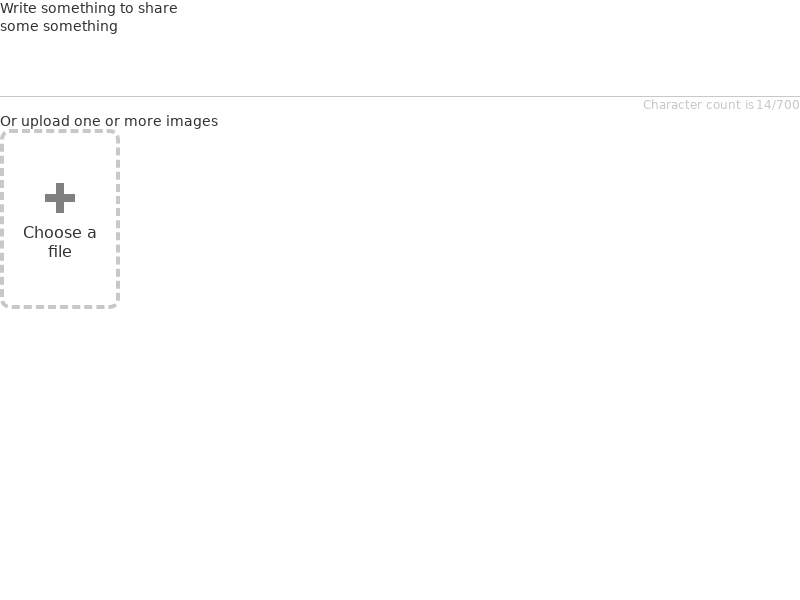 Write something to share
some something
Character count is 14/700
Or upload one or more images
Choose a
file